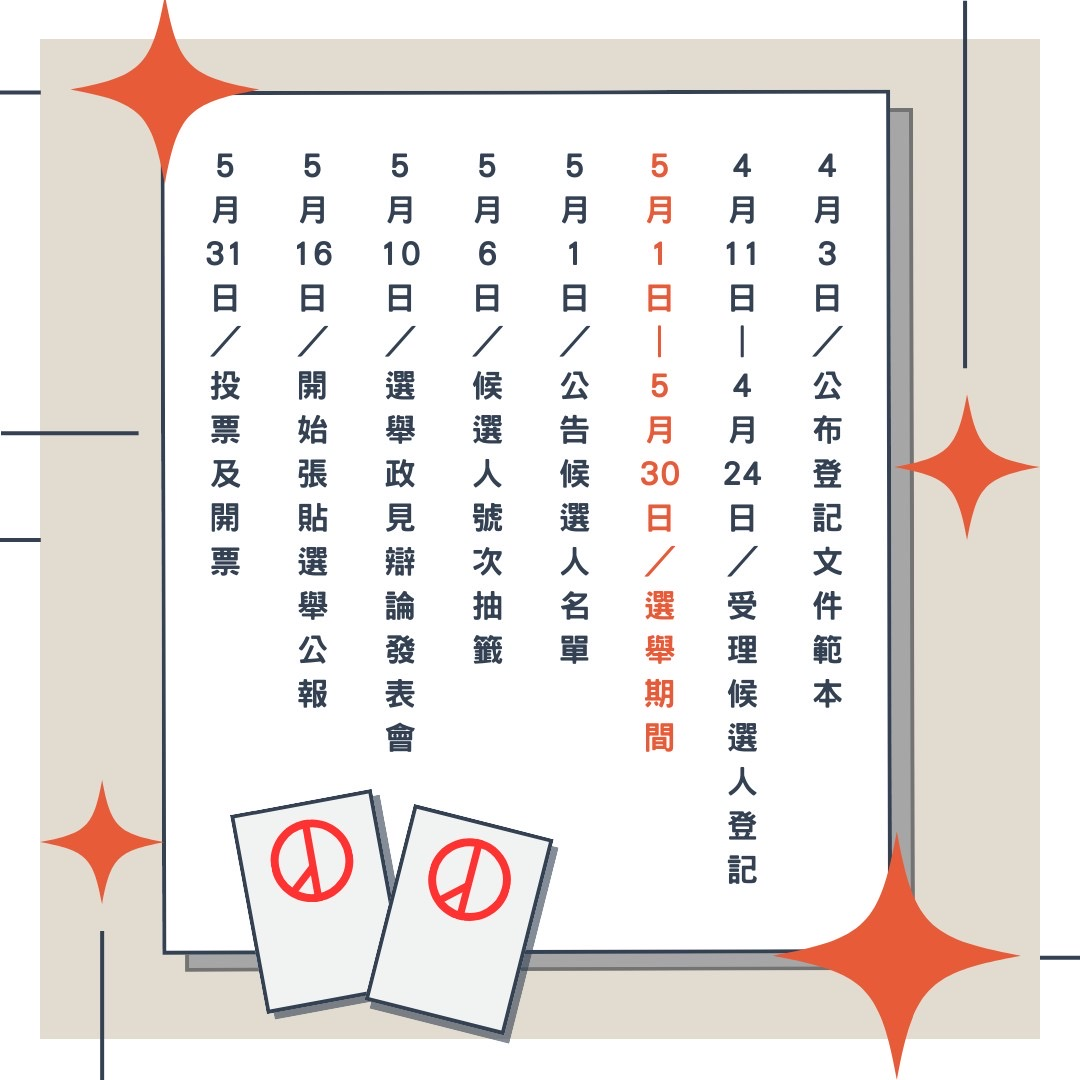 4月3日／公布登記文件範本
4月11日｜4月24日／受理候選人登記
5月1日｜5月30日／選舉期間
5月1日／公告候選人名單
5月6日／候選人號次抽籤
5月10日／選舉政見辯論發表會
5月16日／開始張貼選舉公報
5月31日／投票及開票